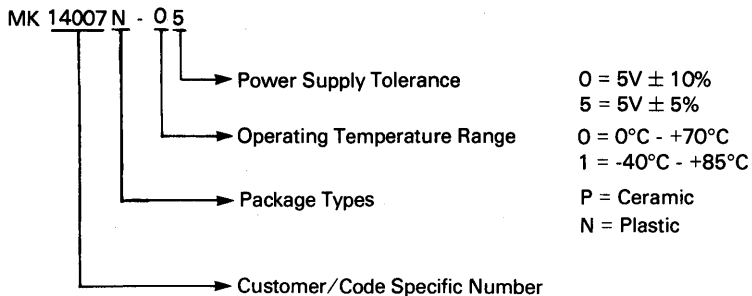 MK 14007 N - 0 5
Power Supply Tolerance 0 = 5V ± 10%
5 = 5V ± 5%
Operating Temperature Range 0 = 0°C - +70°C
1 = -40°C - +85°C
Package Types P = Ceramic
N = Plastic
Customer/Code Specific Number